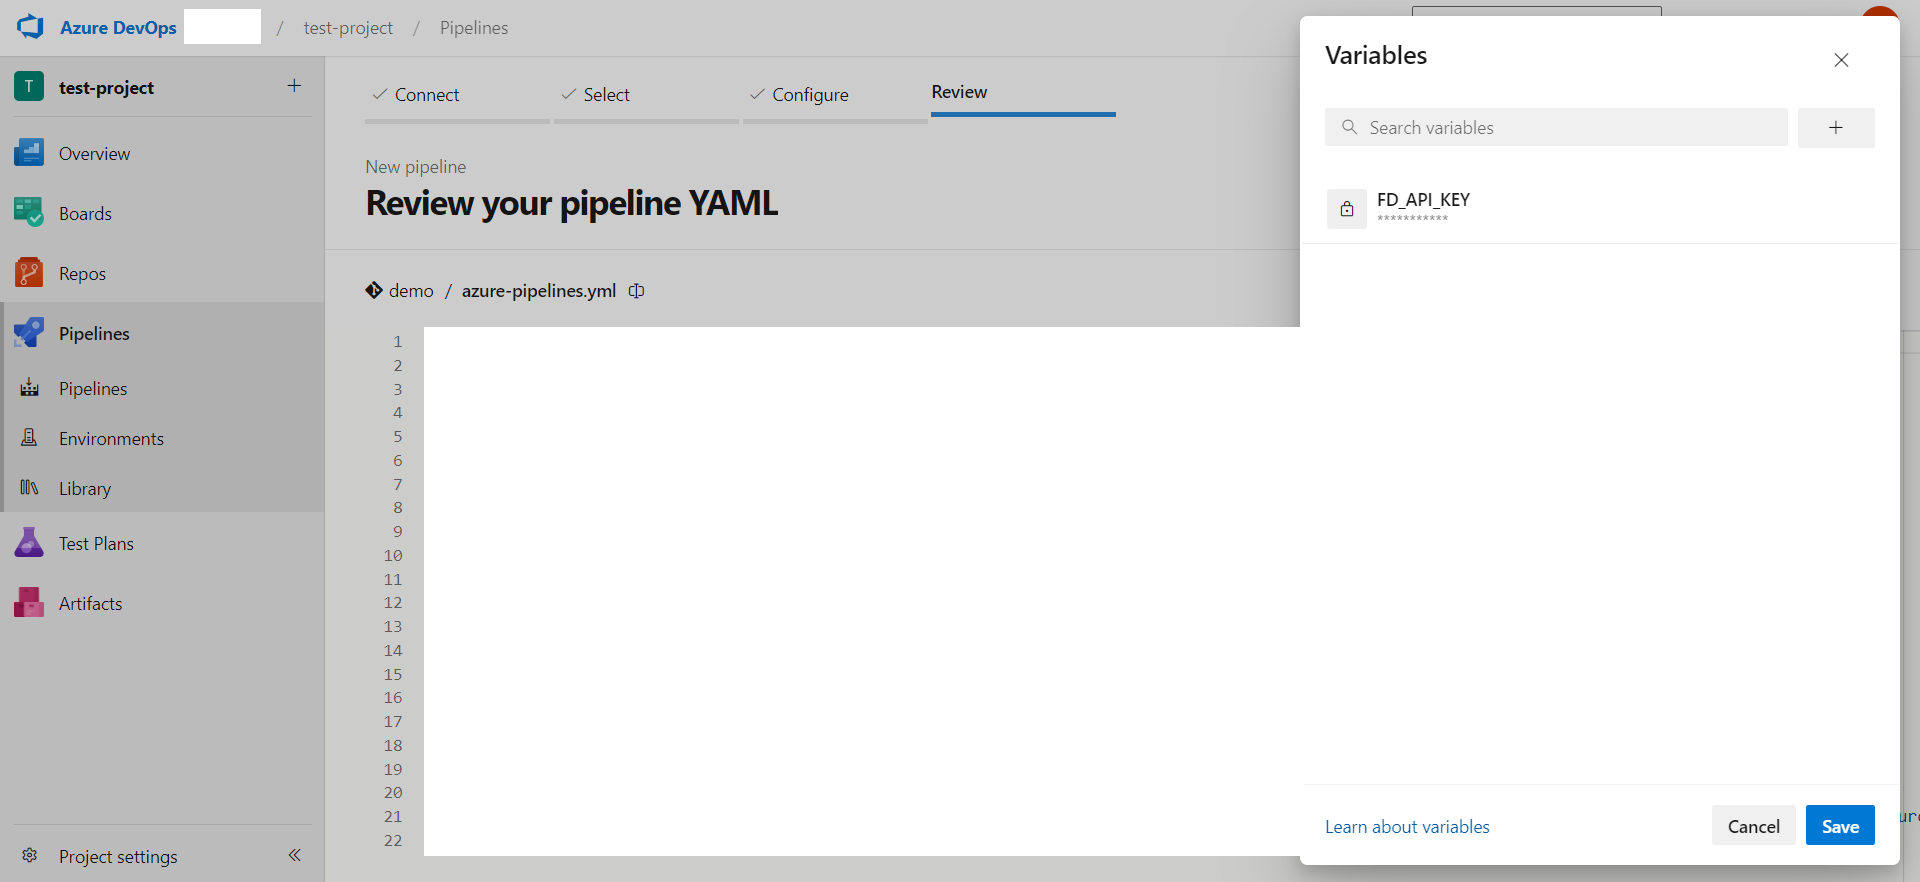 Azure DevOps / test-project / Pipelines
T test-project +
Overview
Boards
Repos
Pipelines
Pipelines
Environments
Library
Test Plans
Artifacts
Project settings
Connect
Select
Configure
Review
New pipeline
Review your pipeline YAML
demo / azure-pipelines.yml
1
2
3
4
5
6
7
8
9
10
11
12
13
14
15
16
17
18
19
20
21
22
Variables
Search variables
+
FD_API_KEY
***********
Learn about variables
Cancel
Save